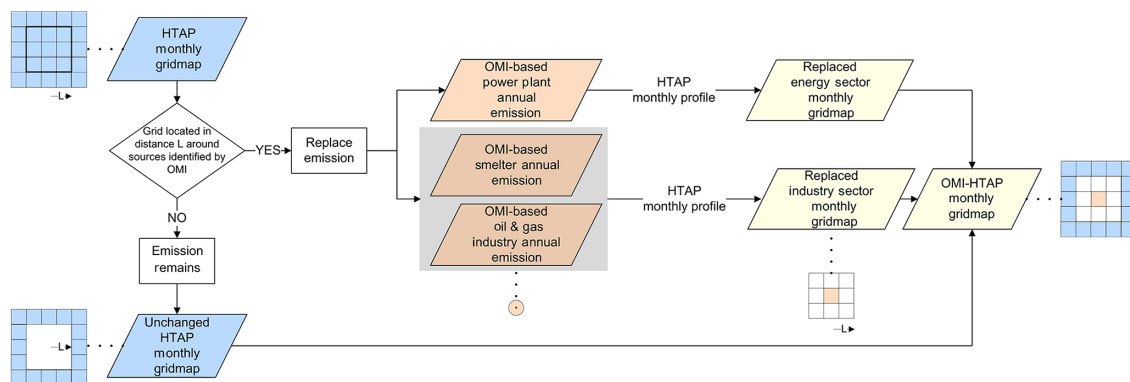 HTAP
monthly
gridmap
L
Grid located in
distance L around
sources identified by
OMI
YES
Replace
emission
NO
Emission
remains
Unchanged
HTAP
monthly
gridmap
L
OMI-based
power plant
annual
emission
HTAP
monthly profile
Replaced
energy sector
monthly
gridmap
OMI-based
smelter annual
emission
OMI-based
oil & gas
industry annual
emission
HTAP
monthly profile
Replaced
industry sector
monthly
gridmap
L
OMI-HTAP
monthly
gridmap